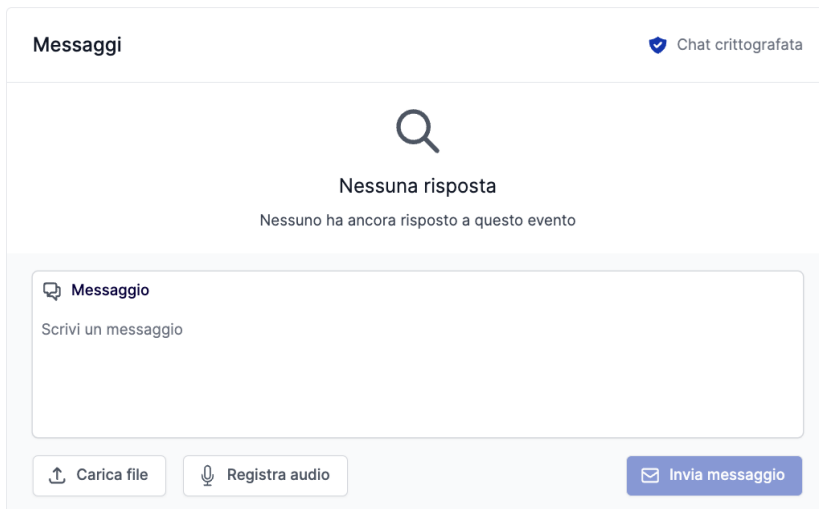 Messaggi
Chat crittografata
Nessuna risposta
Nessuno ha ancora risposto a questo evento
Messaggio
Scrivi un messaggio
Carica file
Registra audio
Invia messaggio